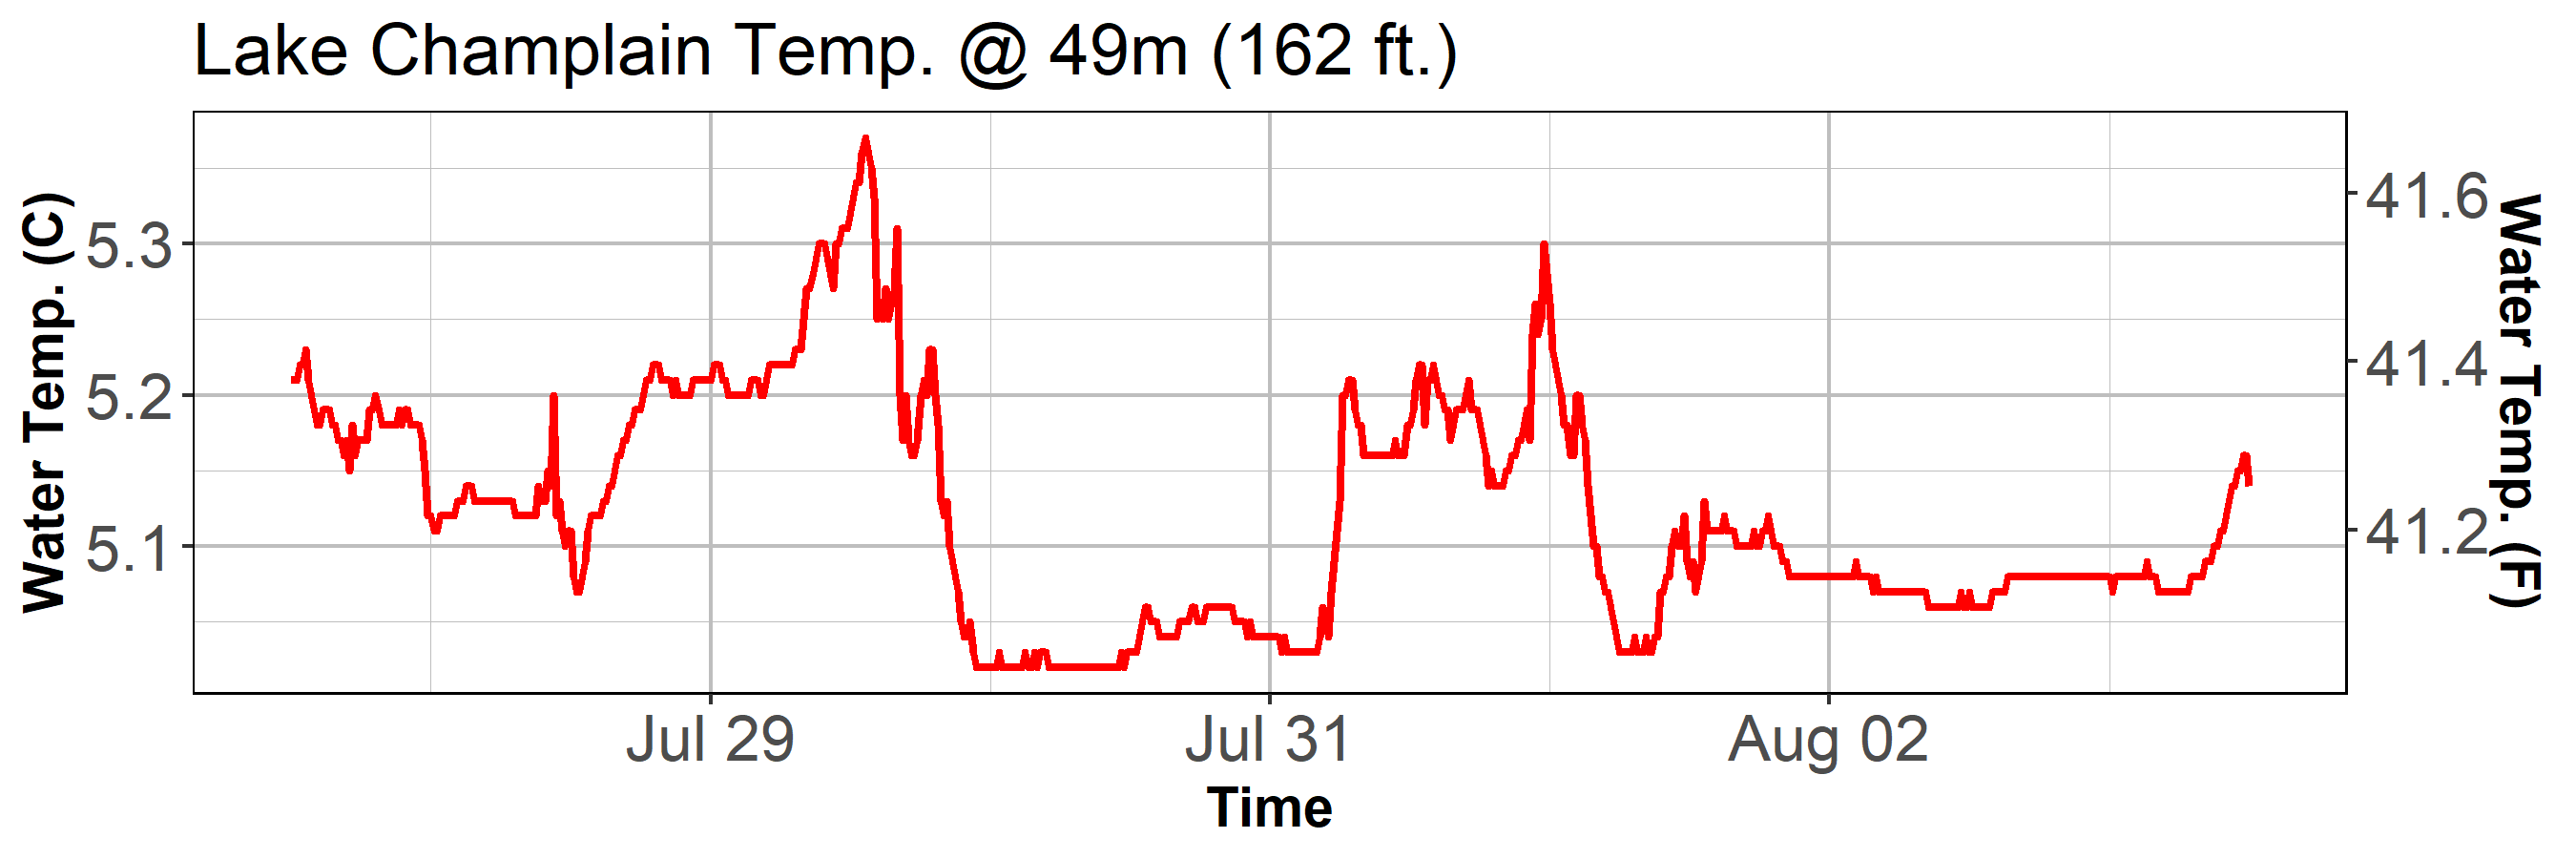 Lake Champlain Temp. @ 49m (162 ft.)
Water Temp. (C)
5.3
5.2
5.1
41.6
41.4
41.2
Water Temp. (F)
Jul 29
Jul 31
Aug 02
Time